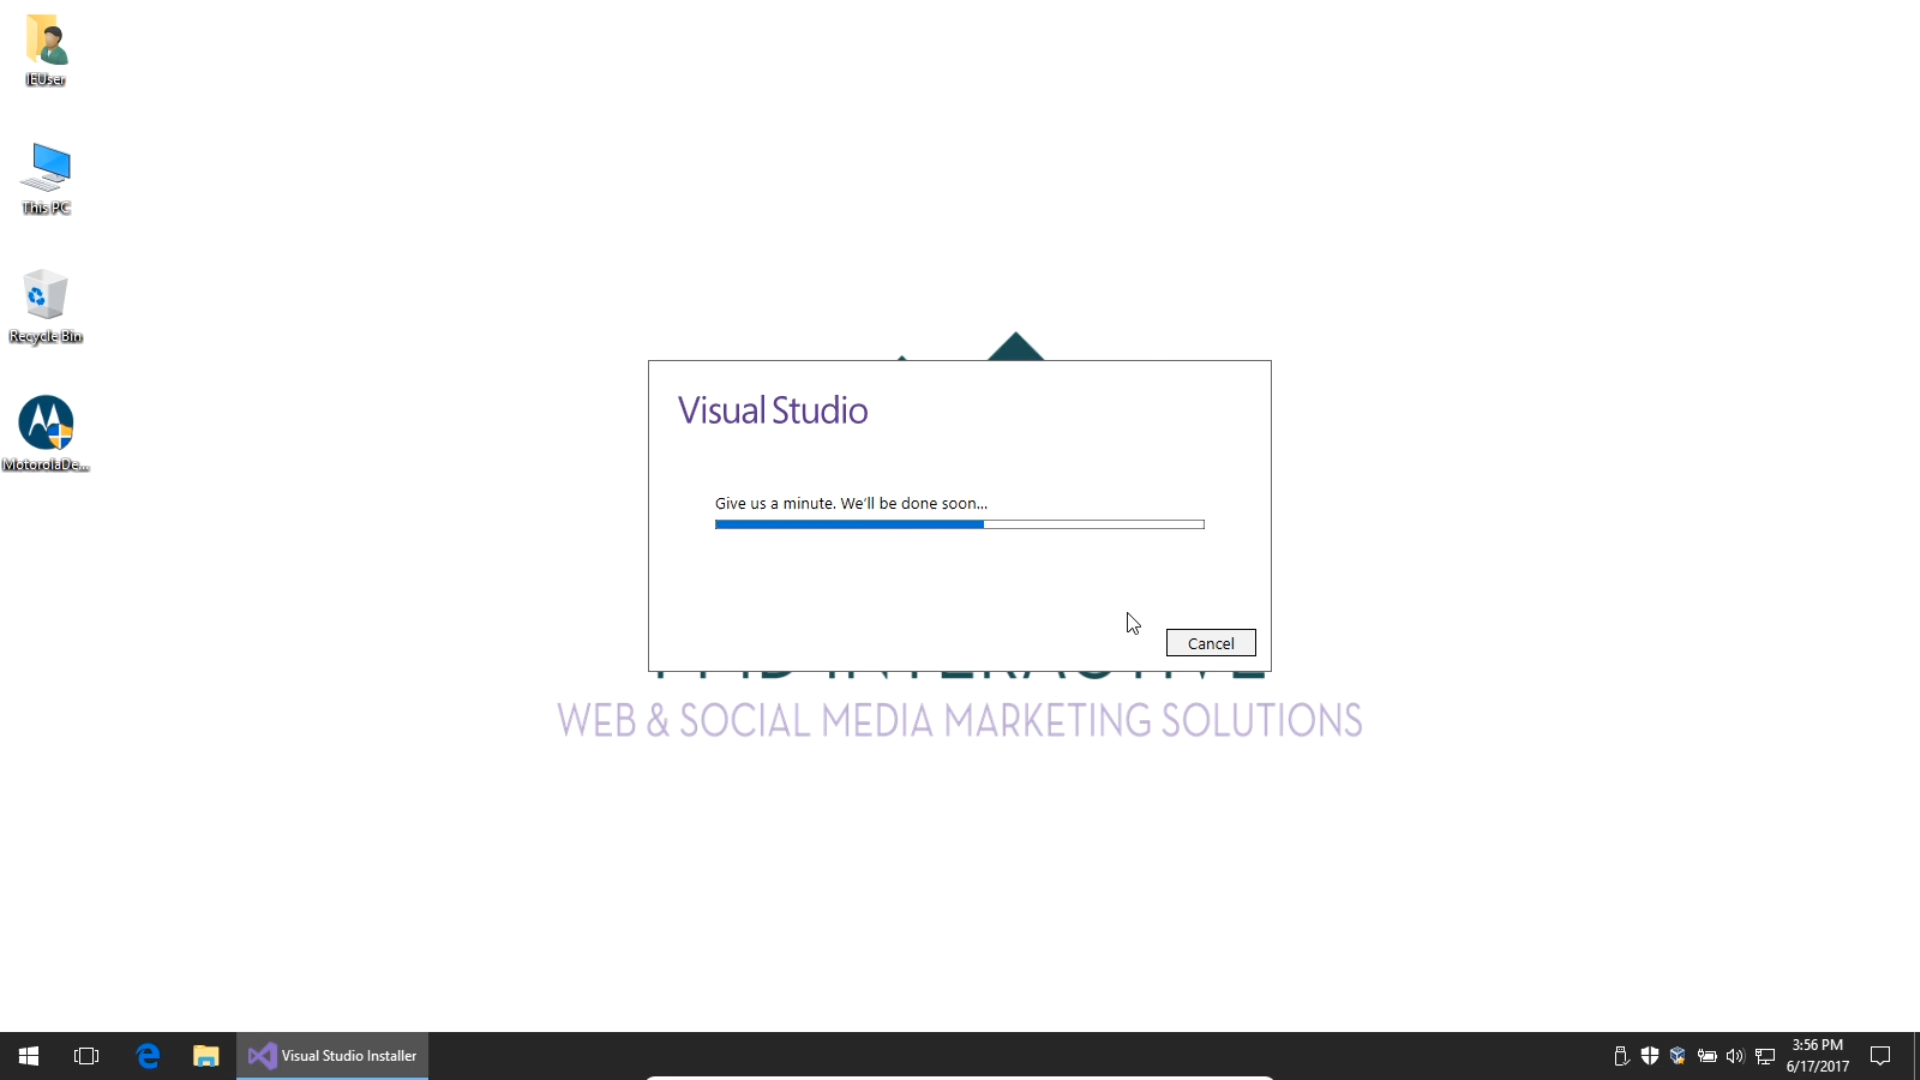 IEUser
This PC
Recycle Bin
MotorolaDe...
Visual Studio
Give us a minute. We'll be done soon...
Cancel
WEB & SOCIAL MEDIA MARKETING SOLUTIONS
Visual Studio Installer
3:56 PM
6/17/2017